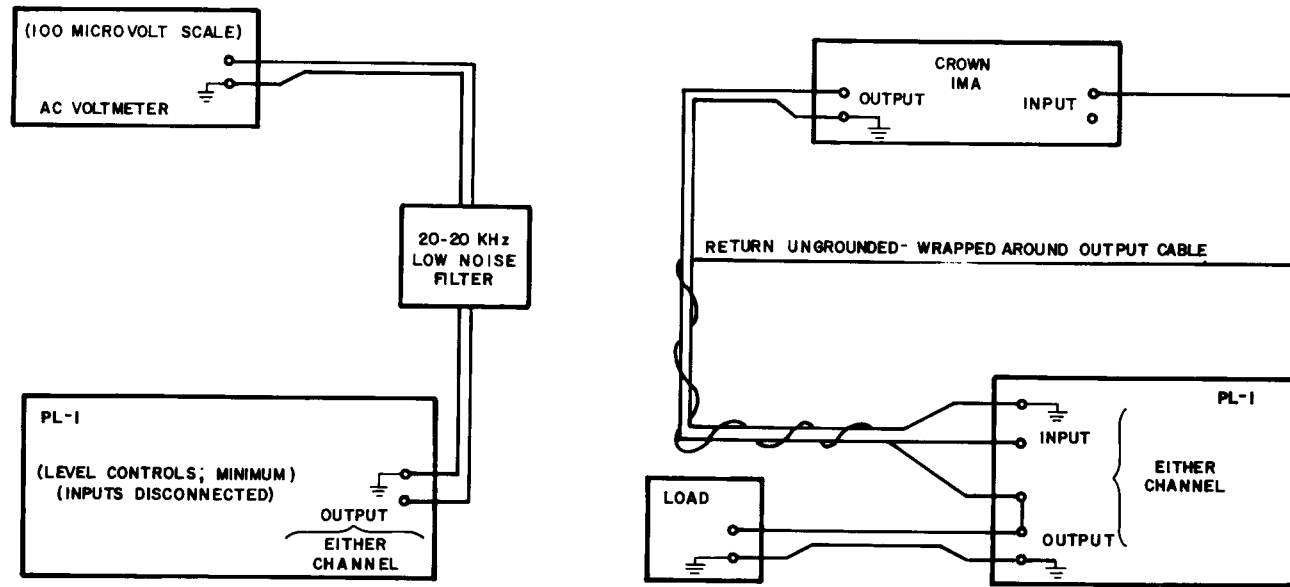 (100 MICROVOLT SCALE)
AC VOLTMETER
20-20 KHz
LOW NOISE
FILTER
PL-1
(LEVEL CONTROLS; MINIMUM)
(INPUTS DISCONNECTED)
OUTPUT
EITHER
CHANNEL
CROWN
IMA
OUTPUT
INPUT
RETURN UNGROUNDED- WRAPPED AROUND OUTPUT CABLE
PL-1
INPUT
EITHER
CHANNEL
LOAD
OUTPUT